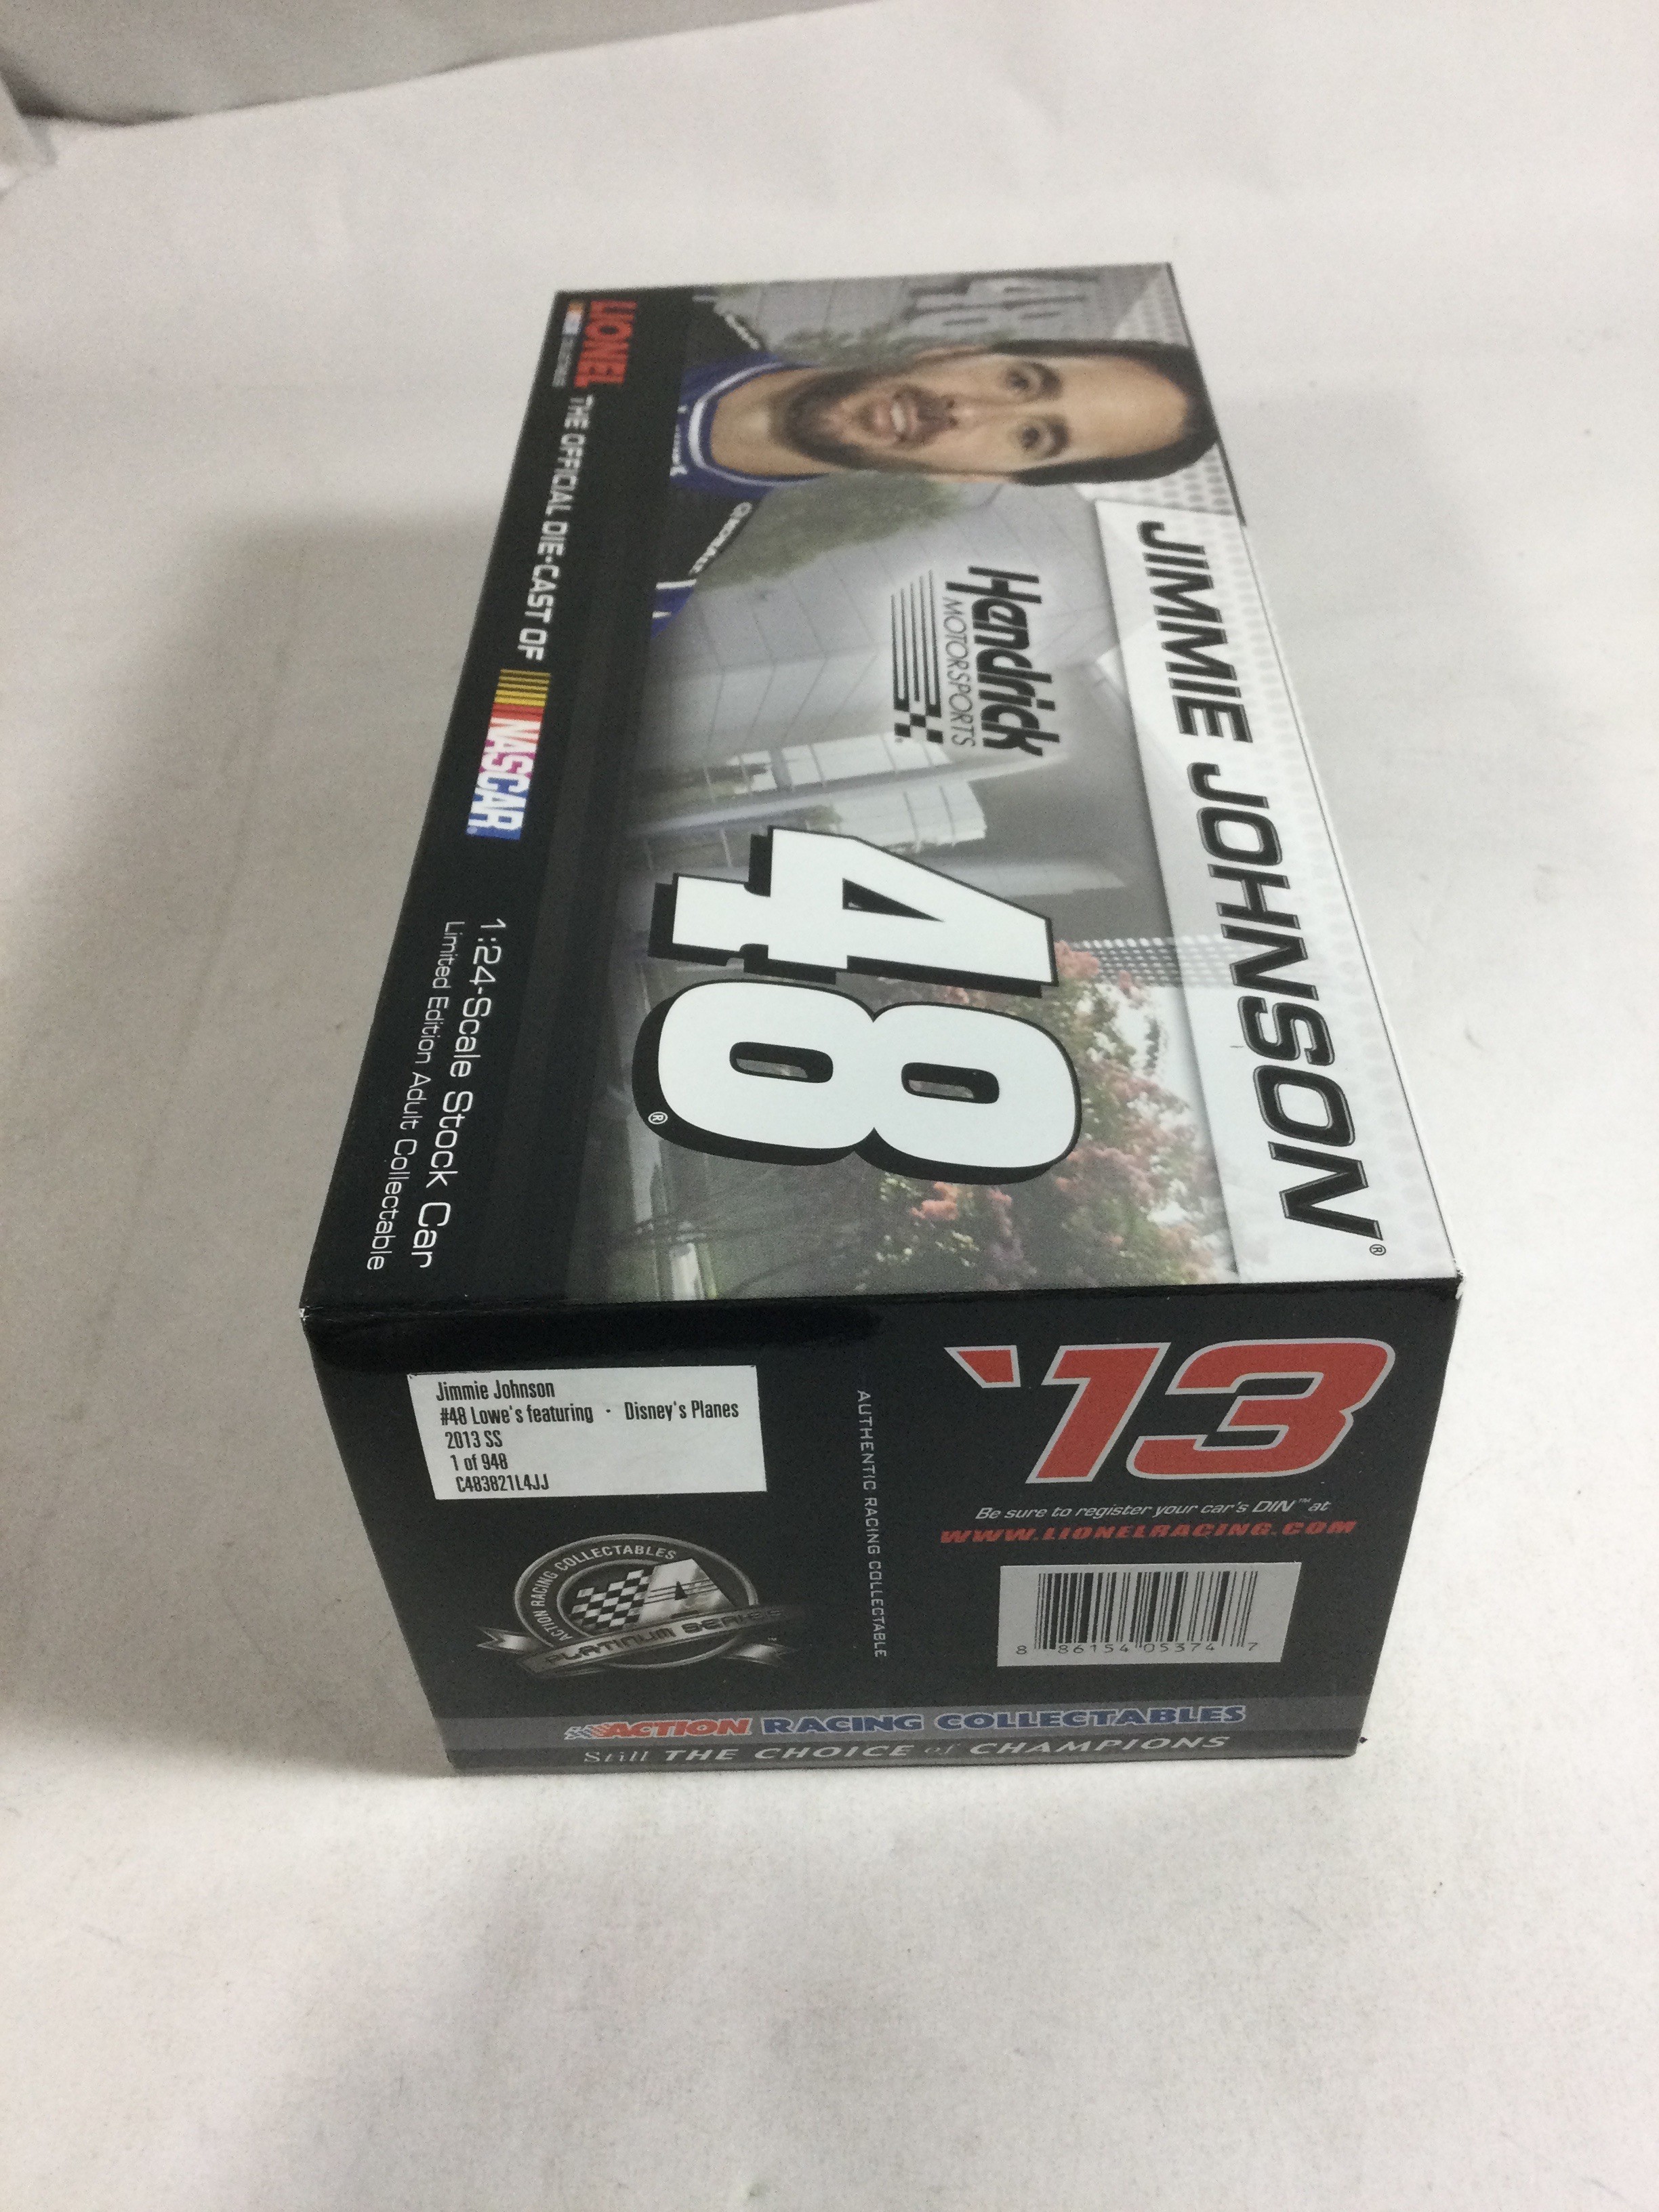 JIMMIE JOHNSON®
Hendrick
MOTORSPORTS
48®
48
LIONEL
THE OFFICIAL DIE-CAST OF
NASCAR®
1:24-Scale Stock Car
Limited Edition Adult Collectable
'13
Be sure to register your car's DIN™ at
WWW.LIONELRACING.COM
8 86154 05374 7
AUTHENTIC RACING COLLECTABLE
Jimmie Johnson
#48 Lowe's featuring · Disney's Planes
2013 SS
1 of 948
C483821L4JJ
ACTION RACING COLLECTABLES
A
PLATINUM SERIES™
ACTION RACING COLLECTABLES
Still THE CHOICE of CHAMPIONS